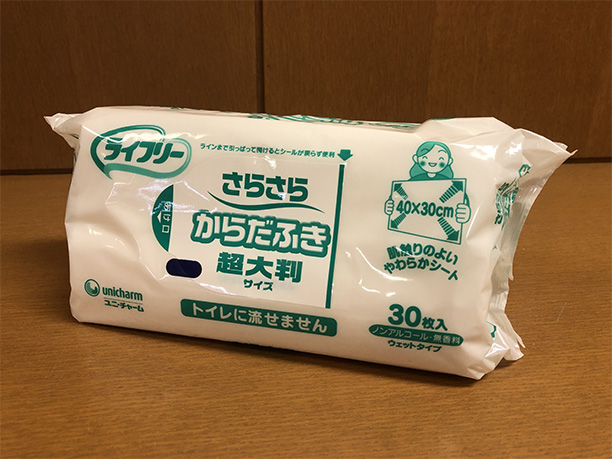 ライフリー
ラインまで引っぱって開けるとシールが戻らず便利
さらさら
からだふき
超大判
サイズ
取り出し口
40×30cm
肌触りのよい
やわらかシート
unicharm
ユニ・チャーム
トイレに流せません
30枚入
ノンアルコール・無香料
ウェットタイプ